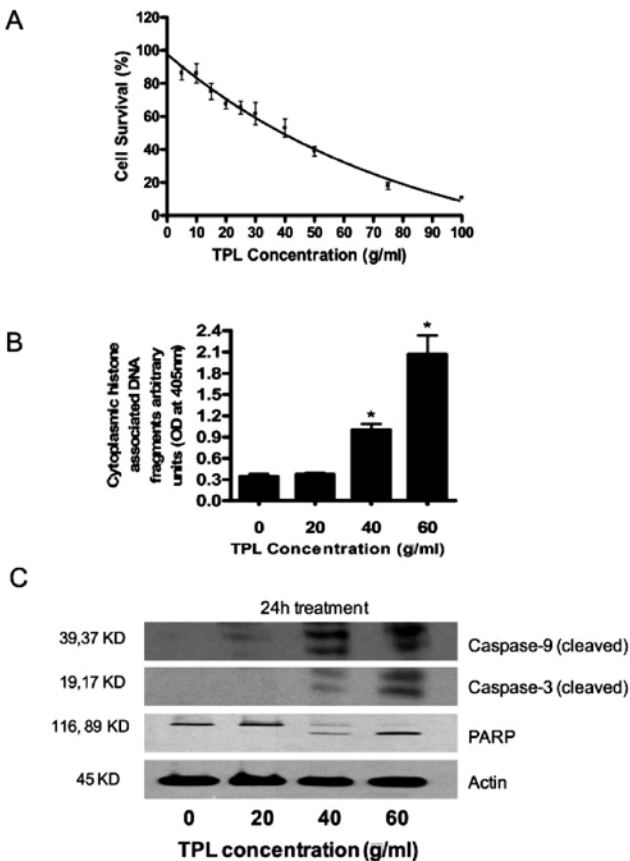 A
Cell Survival (%)
120
100
80
60
40
20
0
0 10 20 30 40 50 60 70 80 90 100
TPL Concentration (g/ml)
B
Cytoplasmic histone
associated DNA
fragments arbitrary
units (OD at 405nm)
2.4
2.1
1.8
1.5
1.2
0.9
0.6
0.3
0.0
* *
0 20 40 60
TPL Concentration (g/ml)
C
24h treatment
39,37 KD Caspase-9 (cleaved)
19,17 KD Caspase-3 (cleaved)
116, 89 KD PARP
45 KD Actin
0 20 40 60
TPL concentration (g/ml)